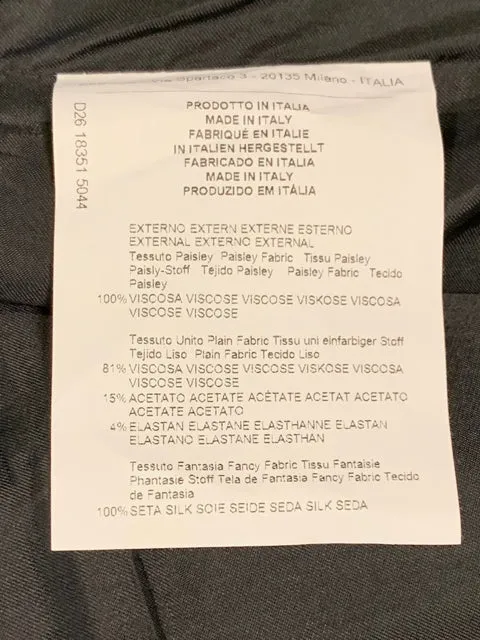 Via Spartaco 3 - 20135 Milano - ITALIA
D26 18351 5044
PRODOTTO IN ITALIA
MADE IN ITALY
FABRIQUÉ EN ITALIE
IN ITALIEN HERGESTELLT
FABRICADO EN ITALIA
MADE IN ITALY
PRODUZIDO EM ITÁLIA
EXTERNO EXTERN EXTERNE ESTERNO
EXTERNAL EXTERNO EXTERNAL
Tessuto Paisley Paisley Fabric Tissu Paisley
Paisly-Stoff Tejido Paisley Paisley Fabric Tecido
Paisley
100% VISCOSA VISCOSE VISCOSE VISKOSE VISCOSA
VISCOSE VISCOSE
Tessuto Unito Plain Fabric Tissu uni einfarbiger Stoff
Tejido Liso Plain Fabric Tecido Liso
81% VISCOSA VISCOSE VISCOSE VISKOSE VISCOSA
VISCOSE VISCOSE
15% ACETATO ACETATE ACÉTATE ACETAT ACETATO
ACETATE ACETATO
4% ELASTAN ELASTANE ELASTHANNE ELASTAN
ELASTANO ELASTANE ELASTHAN
Tessuto Fantasia Fancy Fabric Tissu Fantaisie
Phantasie Stoff Tela de Fantasia Fancy Fabric Tecido
de Fantasia
100% SETA SILK SOIE SEIDE SEDA SILK SEDA